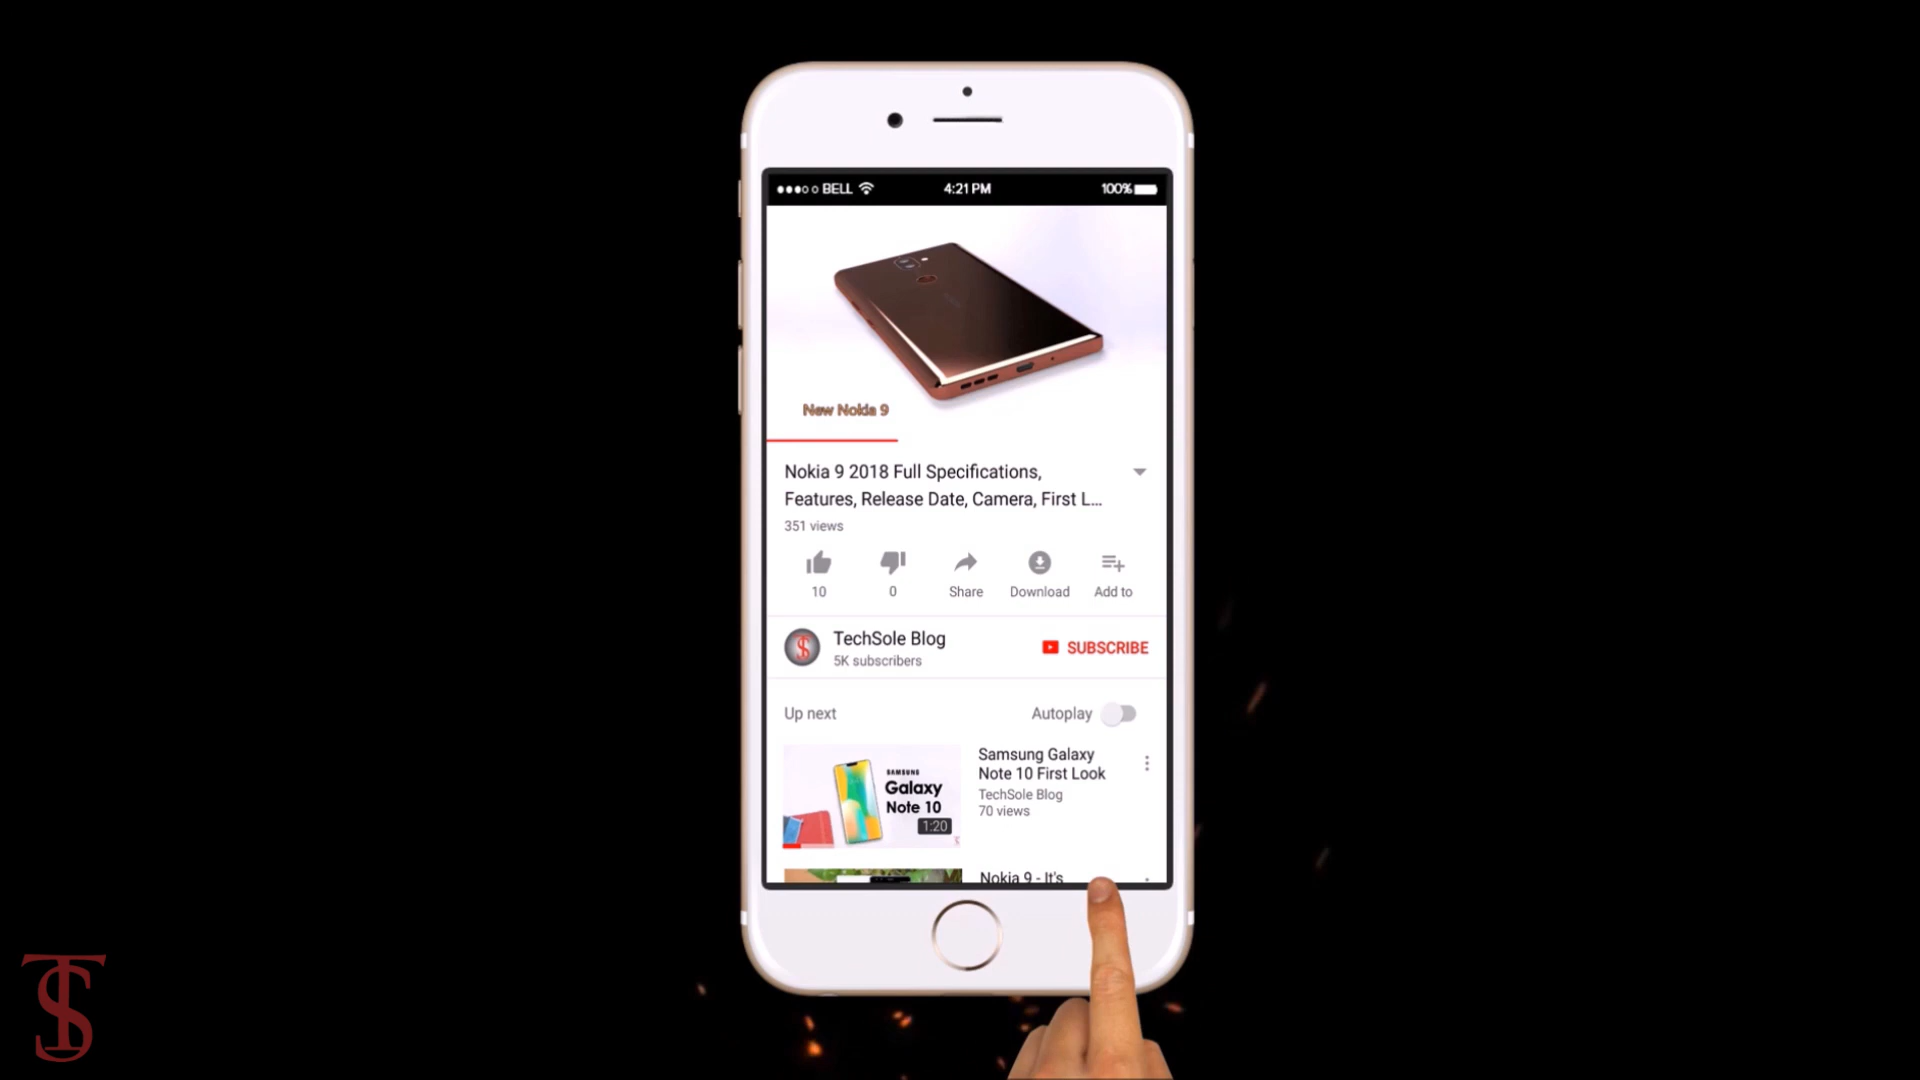 BELL
4:21 PM
100%
New Nokia 9
Nokia 9 2018 Full Specifications,
Features, Release Date, Camera, First L...
351 views
10
0
Share
Download
Add to
TechSole Blog
5K subscribers
SUBSCRIBE
Up next
Autoplay
SAMSUNG
Galaxy
Note 10
1:20
Samsung Galaxy
Note 10 First Look
TechSole Blog
70 views
Nokia 9 - It's
TS